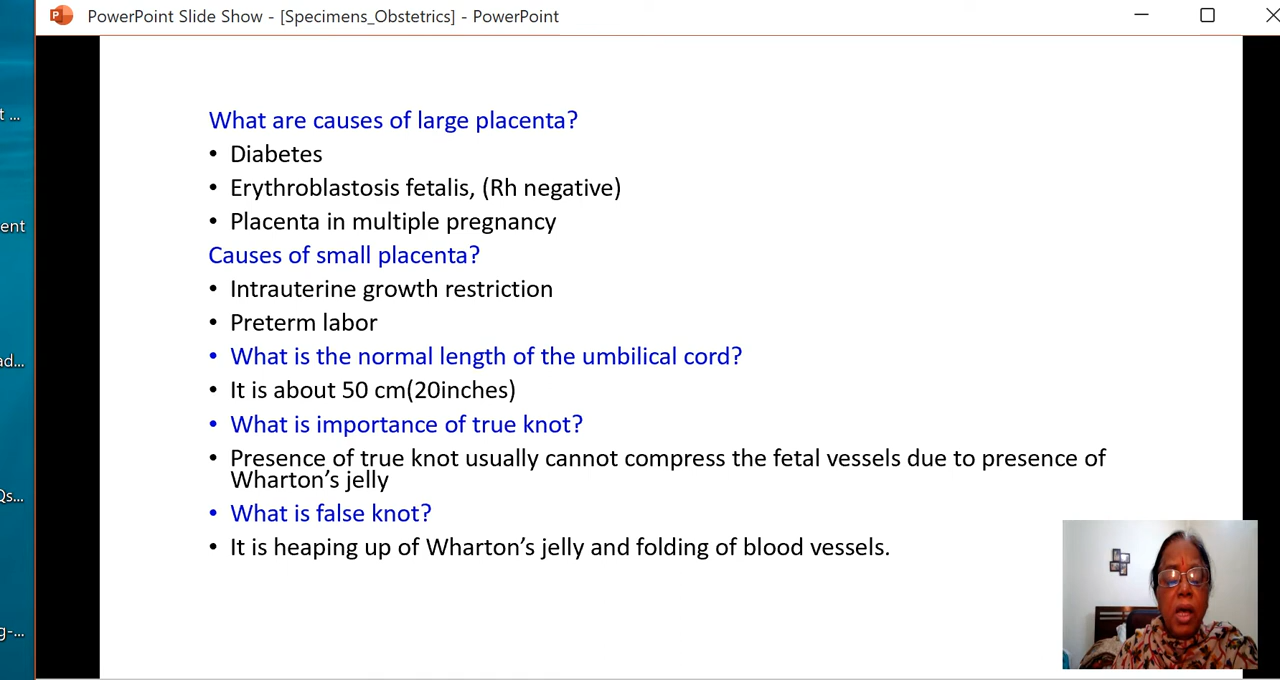 PowerPoint Slide Show - [Specimens_Obstetrics] - PowerPoint
t ...
ent
ad...
Qs...
g-...
What are causes of large placenta?
• Diabetes
• Erythroblastosis fetalis, (Rh negative)
• Placenta in multiple pregnancy
Causes of small placenta?
• Intrauterine growth restriction
• Preterm labor
• What is the normal length of the umbilical cord?
• It is about 50 cm(20inches)
• What is importance of true knot?
• Presence of true knot usually cannot compress the fetal vessels due to presence of
Wharton’s jelly
• What is false knot?
• It is heaping up of Wharton’s jelly and folding of blood vessels.